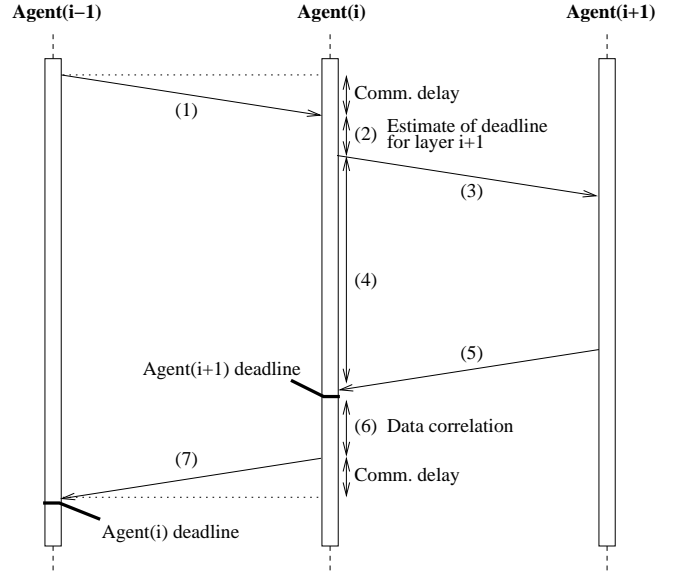 Agent(i−1)
Agent(i)
Agent(i+1)
Comm. delay
(1)
(2) Estimate of deadline
for layer i+1
(3)
(4)
(5)
Agent(i+1) deadline
(6) Data correlation
(7)
Comm. delay
Agent(i) deadline